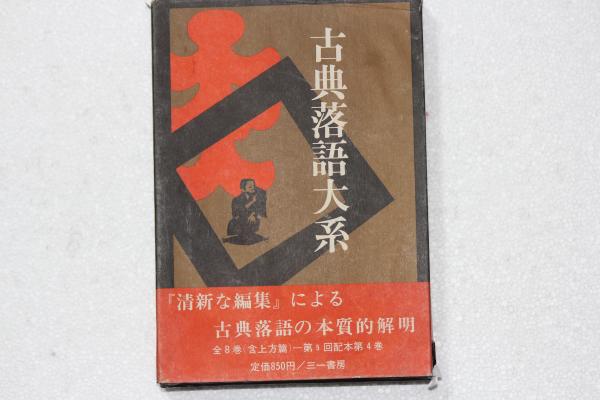 古典落語大系
『清新な編集』による
古典落語の本質的解明
全8巻(含上方篇)—第5回配本第4巻
定価850円/三一書房